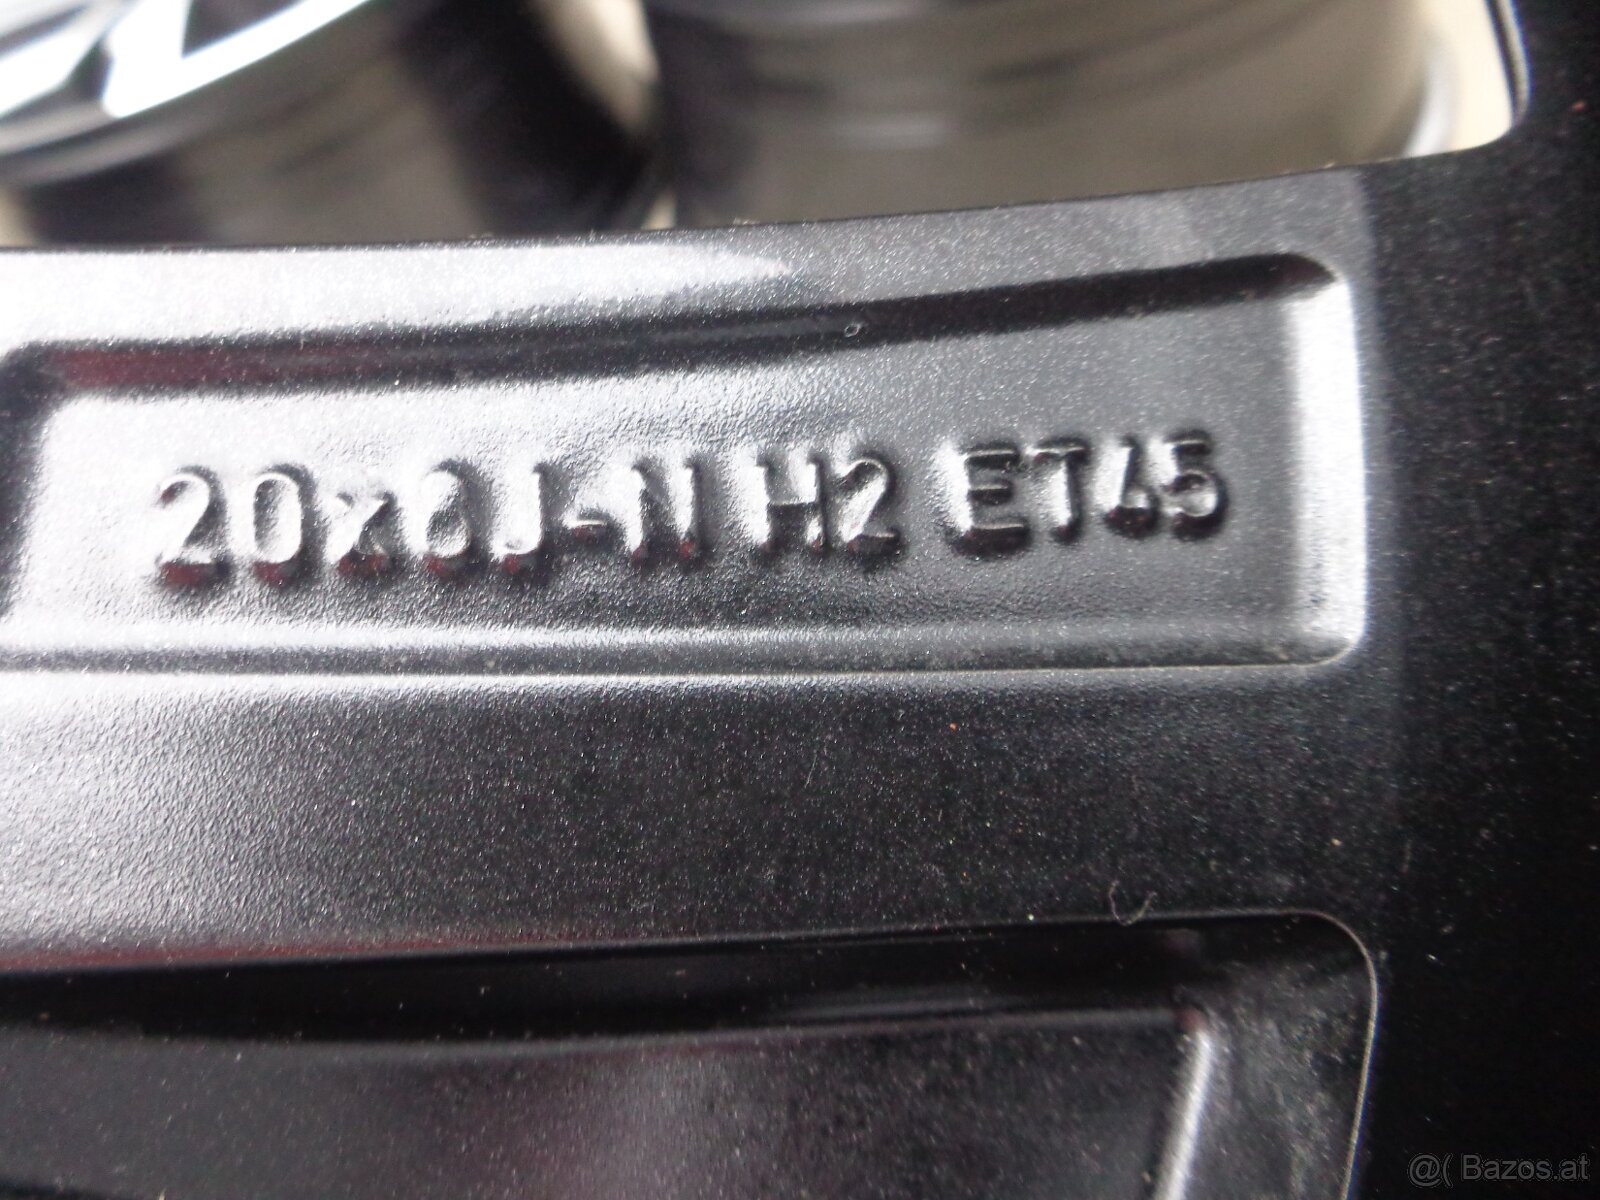 20x8J-N H2 ET45
@( Bazos.at